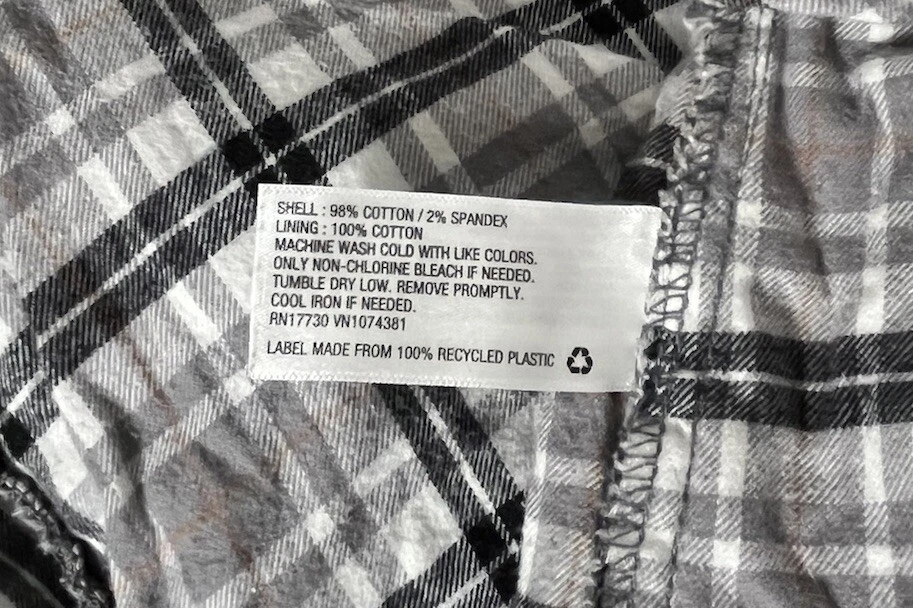 SHELL : 98% COTTON / 2% SPANDEX
LINING : 100% COTTON
MACHINE WASH COLD WITH LIKE COLORS.
ONLY NON-CHLORINE BLEACH IF NEEDED.
TUMBLE DRY LOW. REMOVE PROMPTLY.
COOL IRON IF NEEDED.
RN17730 VN1074381
LABEL MADE FROM 100% RECYCLED PLASTIC